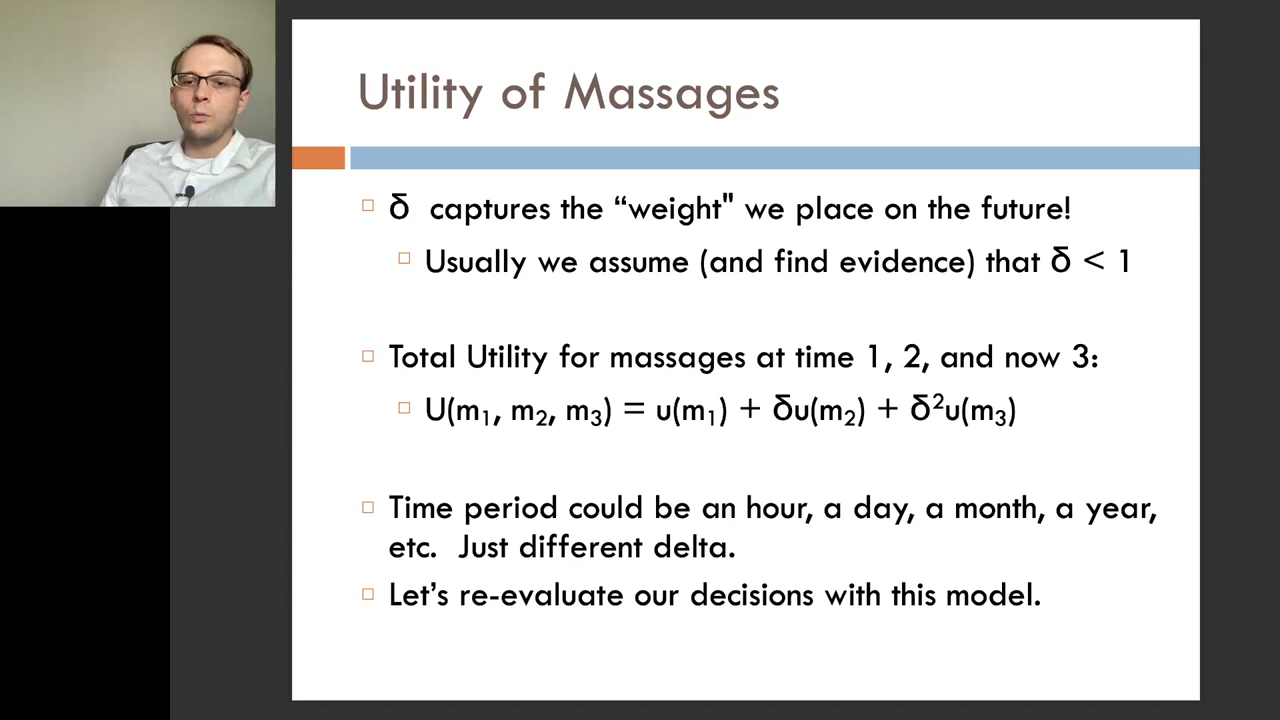 Utility of Massages
δ captures the “weight" we place on the future!
Usually we assume (and find evidence) that δ < 1
Total Utility for massages at time 1, 2, and now 3:
U(m₁, m₂, m₃) = u(m₁) + δu(m₂) + δ²u(m₃)
Time period could be an hour, a day, a month, a year,
etc. Just different delta.
Let’s re-evaluate our decisions with this model.